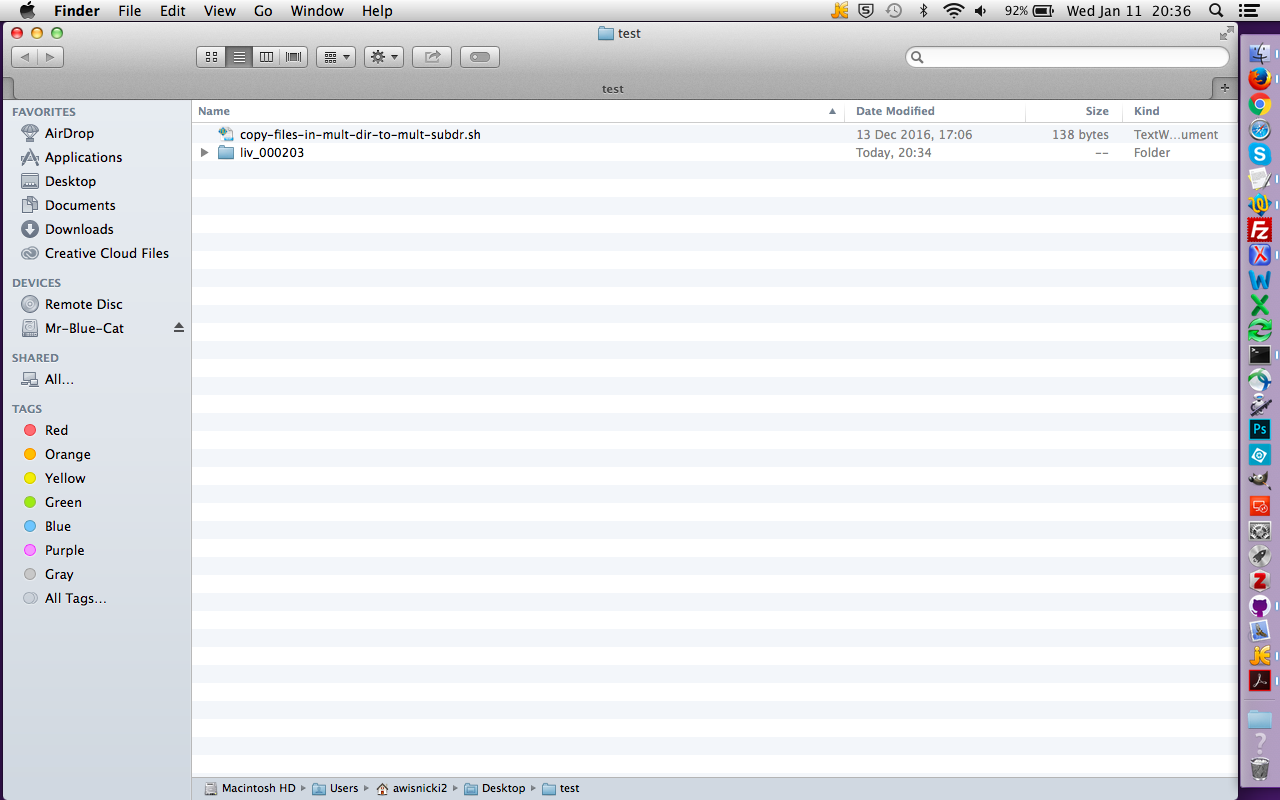 Finder File Edit View Go Window Help 92% Wed Jan 11 20:36
test
test
FAVORITES
AirDrop
Applications
Desktop
Documents
Downloads
Creative Cloud Files
DEVICES
Remote Disc
Mr-Blue-Cat
SHARED
All...
TAGS
Red
Orange
Yellow
Green
Blue
Purple
Gray
All Tags...
Name Date Modified Size Kind
copy-files-in-mult-dir-to-mult-subdr.sh 13 Dec 2016, 17:06 138 bytes TextW...ument
liv_000203 Today, 20:34 -- Folder
Macintosh HD Users awisnicki2 Desktop test
Fz
Ps